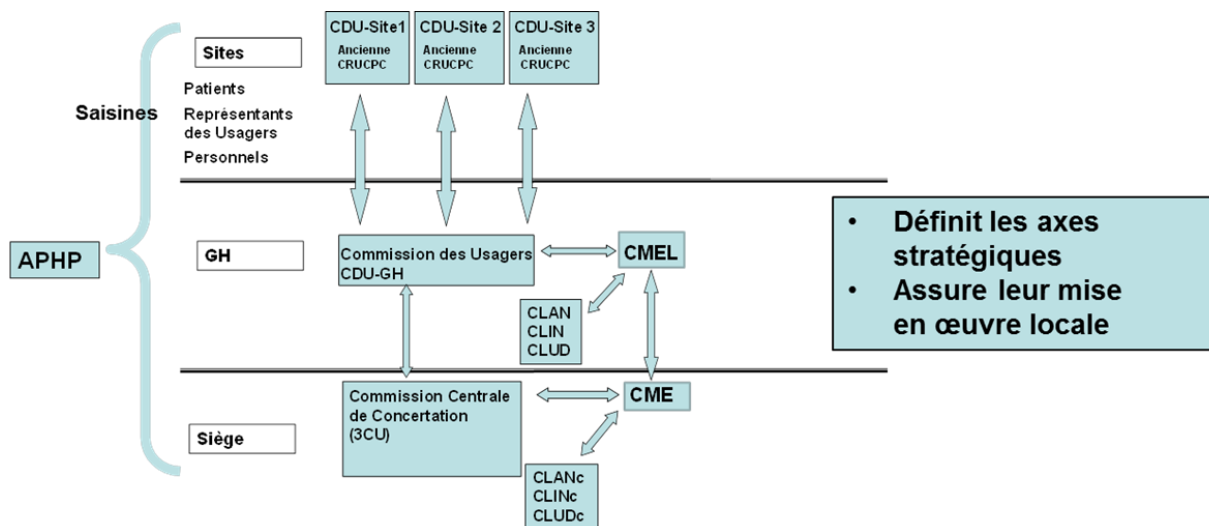 CDU-Site1
Ancienne
CRUCPC
CDU-Site 2
Ancienne
CRUCPC
CDU-Site 3
Ancienne
CRUCPC
Sites
Patients
Saisines
Représentants
des Usagers
Personnels
APHP
GH
Commission des Usagers
CDU-GH
CMEL
CLAN
CLIN
CLUD
• Définit les axes
stratégiques
• Assure leur mise
en œuvre locale
Siège
Commission Centrale
de Concertation
(3CU)
CME
CLANc
CLINc
CLUDc